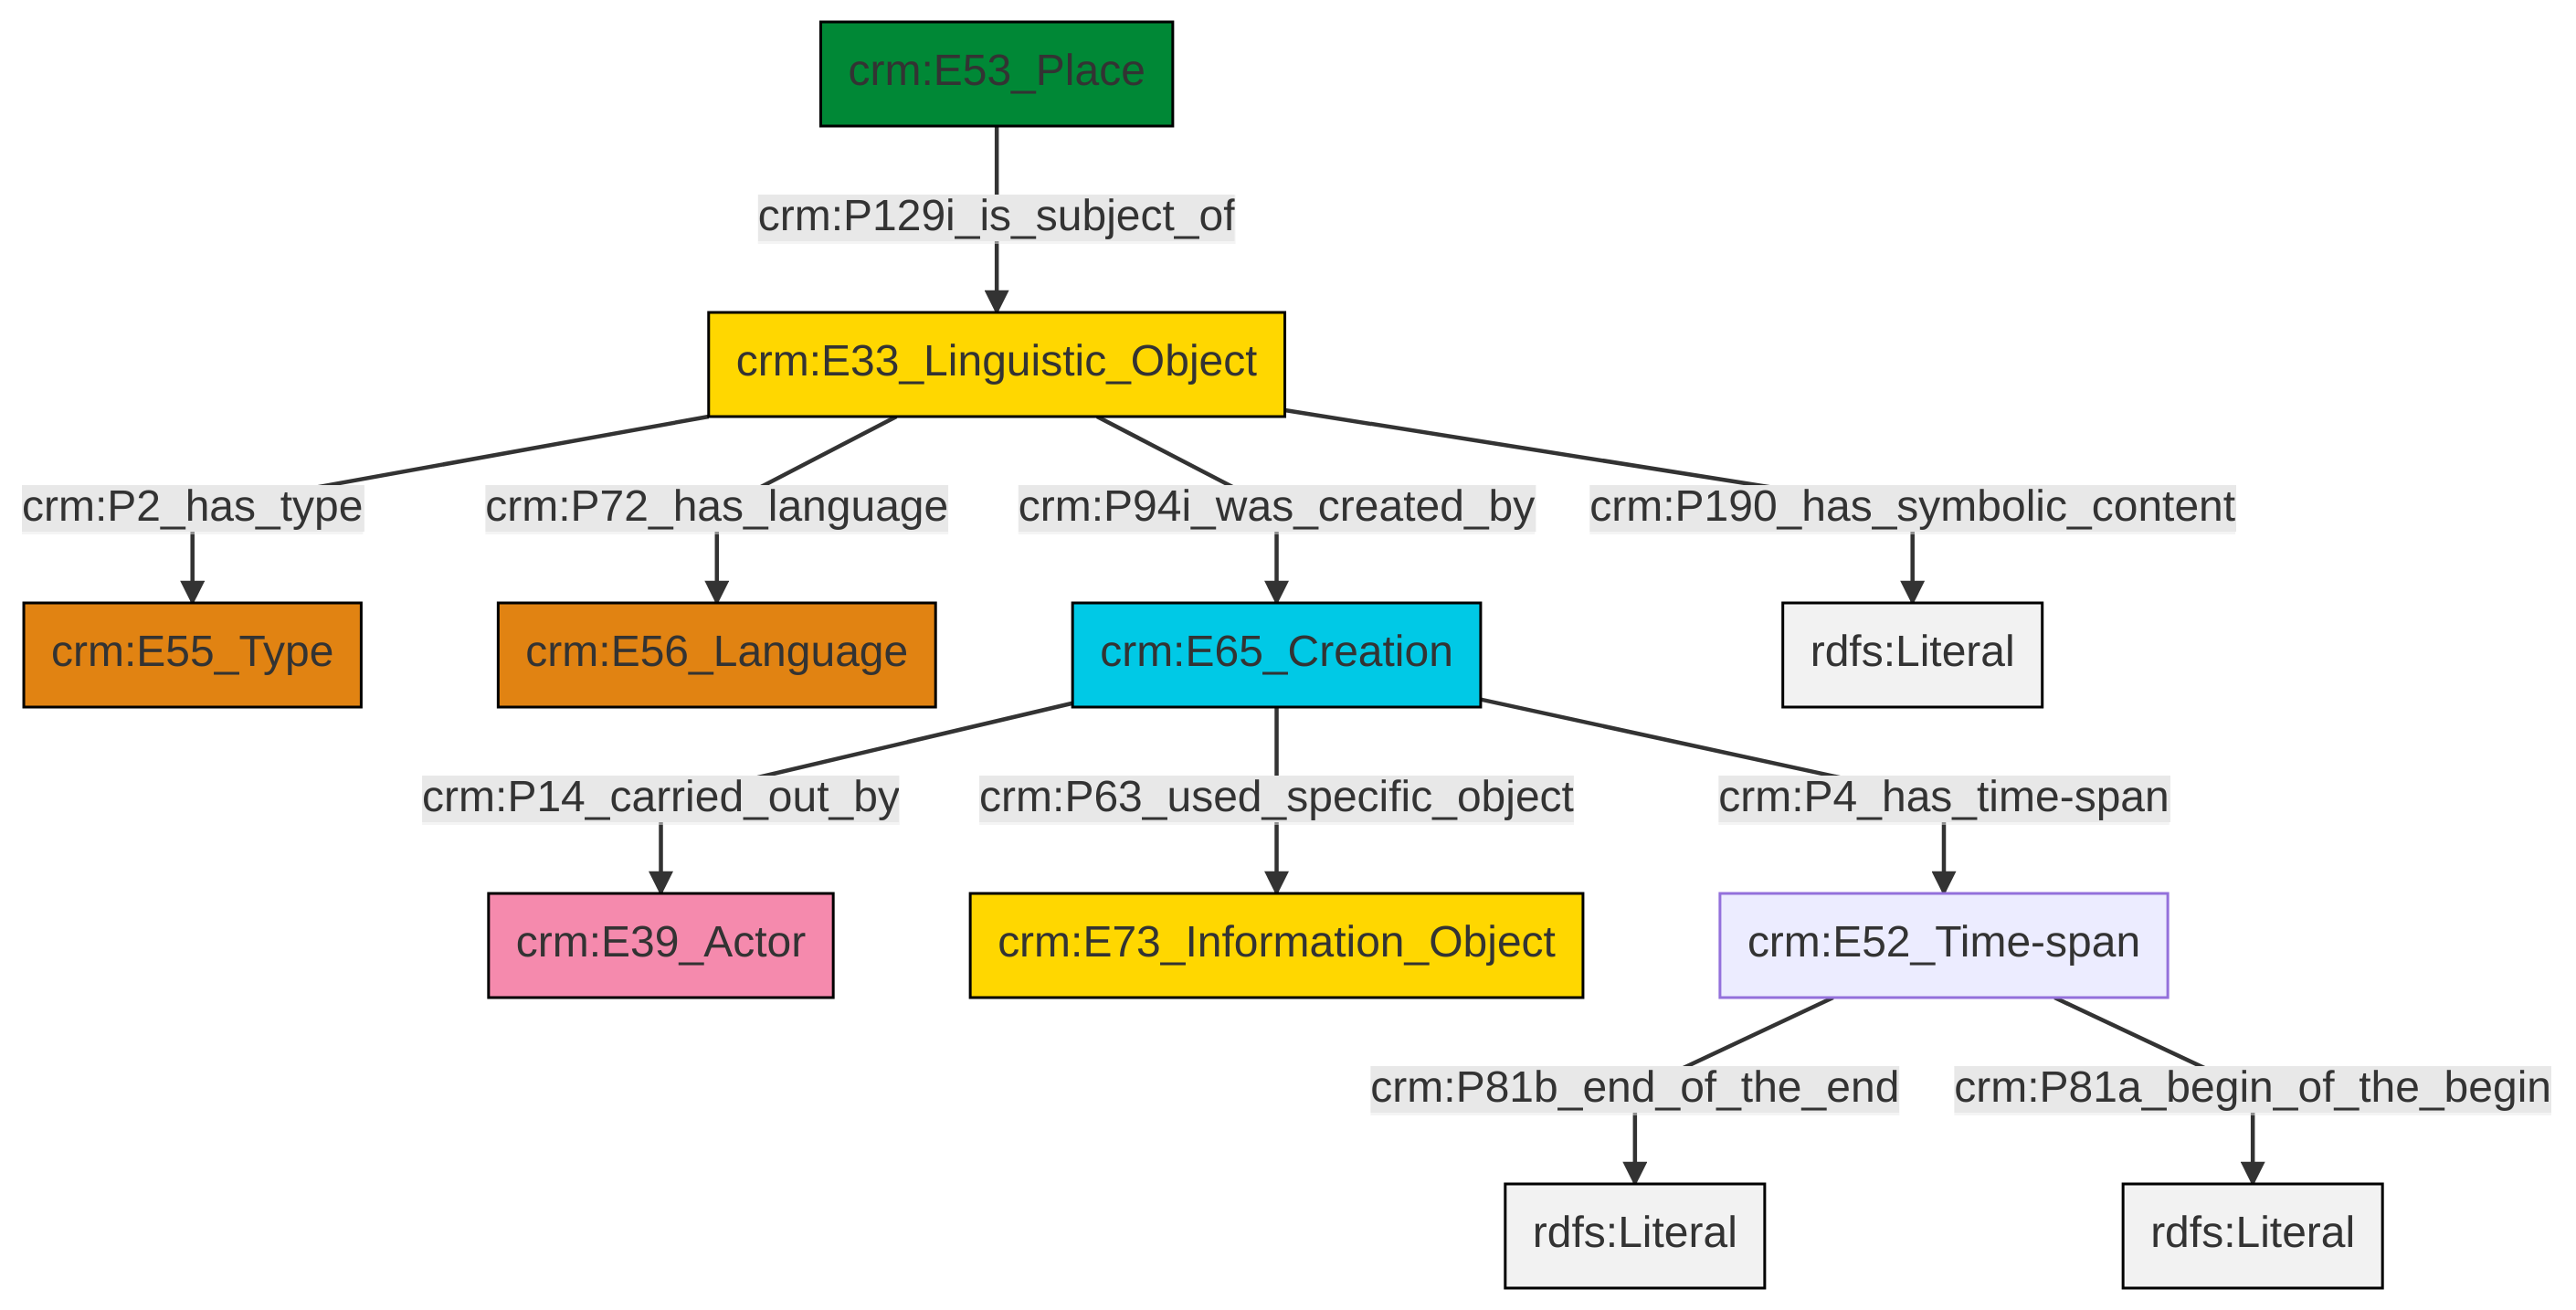 crm:E53_Place
crm:P129i_is_subject_of
crm:E33_Linguistic_Object
crm:P2_has_type
crm:P72_has_language
crm:P94i_was_created_by
crm:P190_has_symbolic_content
crm:E55_Type
crm:E56_Language
crm:E65_Creation
rdfs:Literal
crm:P14_carried_out_by
crm:P63_used_specific_object
crm:P4_has_time-span
crm:E39_Actor
crm:E73_Information_Object
crm:E52_Time-span
crm:P81b_end_of_the_end
crm:P81a_begin_of_the_begin
rdfs:Literal
rdfs:Literal